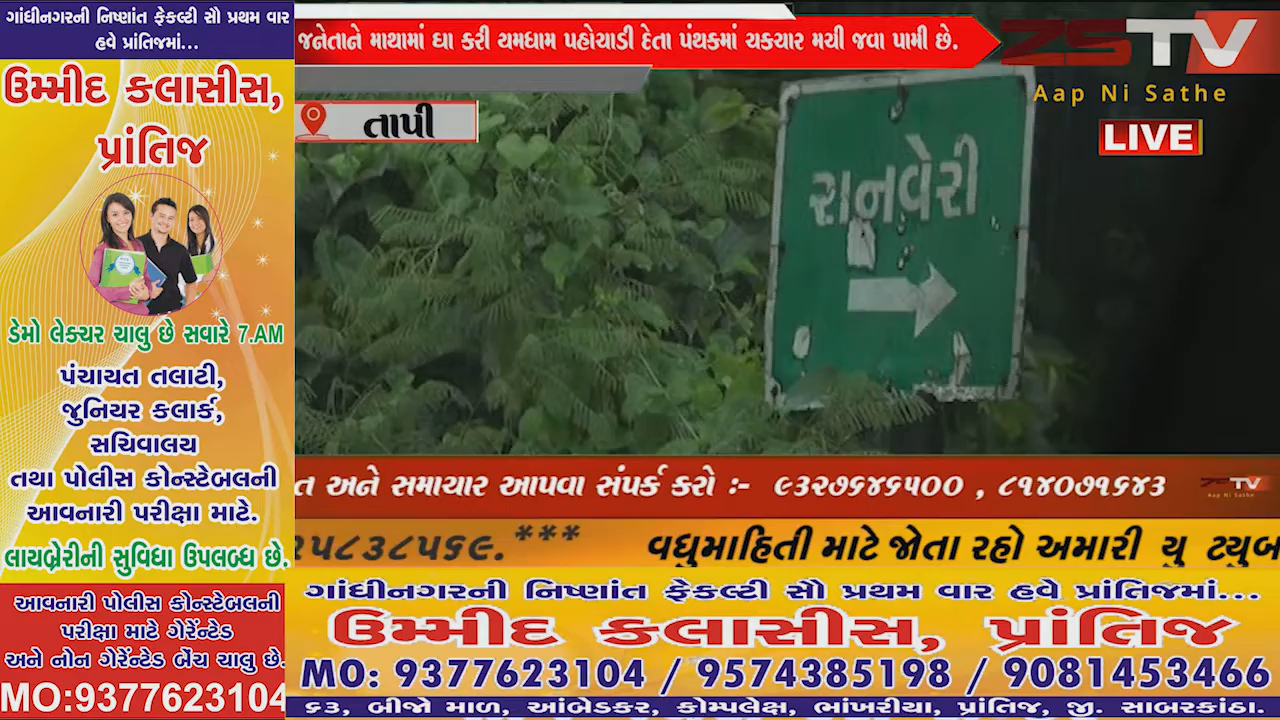 ગાંધીનગરની નિષ્ણાંત ફેકલ્ટી સૌ પ્રથમ વાર
હવે પ્રાંતિજમાં...
ઉમ્મીદ કલાસીસ,
પ્રાંતિજ
ડેમો લેક્ચર ચાલુ છે સવારે 7.AM
પંચાયત તલાટી,
જુનિયર કલાર્ક,
સચિવાલય
તથા પોલીસ કોન્સ્ટેબલની
આવનારી પરીક્ષા માટે.
લાયબ્રેરીની સુવિધા ઉપલબ્ધ છે.
આવનારી પોલીસ કોન્સ્ટેબલની
પરીક્ષા માટે ગેરેંન્ટેડ
અને નોન ગેરેંન્ટેડ બેંચ ચાલુ છે.
MO:9377623104
જનેતાને માથામાં ઘા કરી યમધામ પહોચાડી દેતા પંથકમાં ચકચાર મચી જવા પામી છે.
ZSTV
Aap Ni Sathe
LIVE
તાપી
રાનવેરી
ત અને સમાચાર આપવા સંપર્ક કરો :- ૯૩૨૭૬૪૬૫૦૦ , ૮૧૪૦૭૧૬૪૩
ZSTV
Aap Ni Sathe
૨૫૮૩૮૫૬૯.*** વધુમાહિતી માટે જોતા રહો અમારી યુ ટ્યુબ
ગાંધીનગરની નિષ્ણાંત ફેકલ્ટી સૌ પ્રથમ વાર હવે પ્રાંતિજમાં...
ઉમ્મીદ કલાસીસ, પ્રાંતિજ
MO: 9377623104 / 9574385198 / 9081453466
૬૩, બીજો માળ, આંબેડકર, કોમ્પલેક્ષ, ભાંખરીયા, પ્રાંતિજ, જી. સાબરકાંઠા.